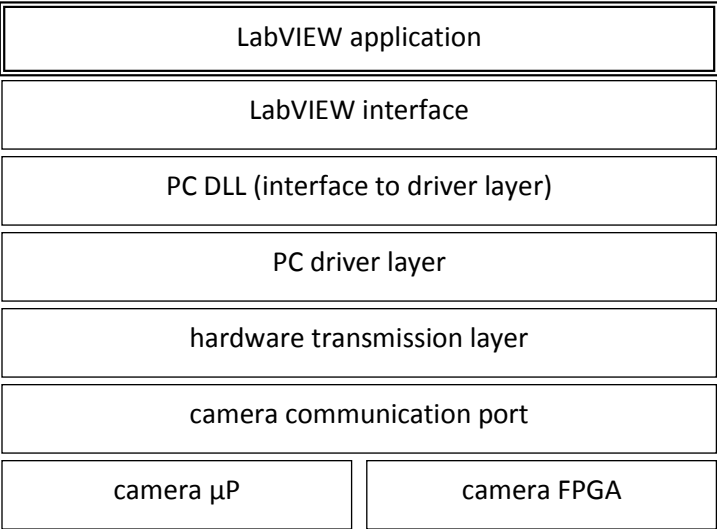 LabVIEW application
LabVIEW interface
PC DLL (interface to driver layer)
PC driver layer
hardware transmission layer
camera communication port
camera µP
camera FPGA